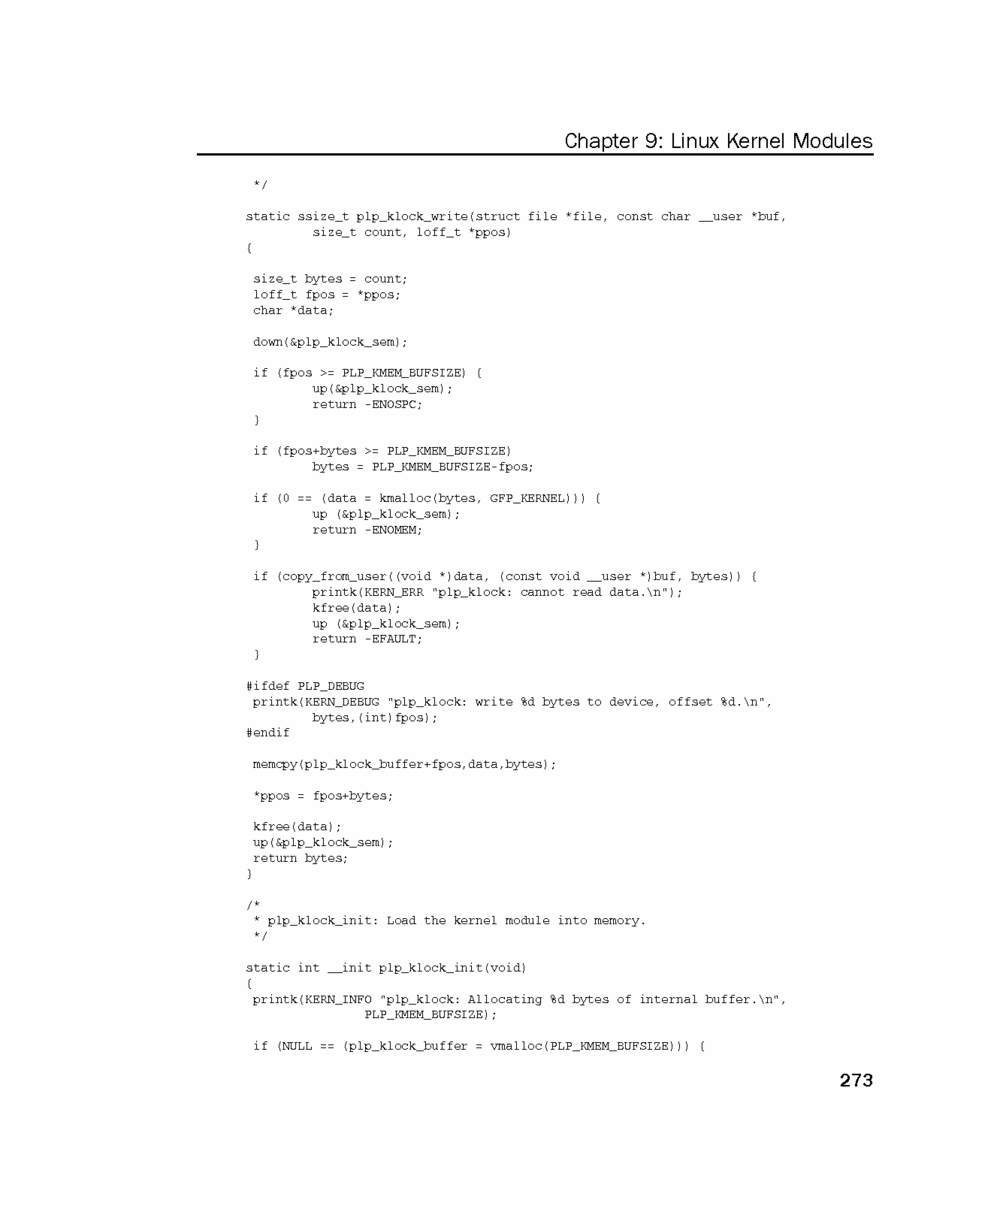 Chapter 9: Linux Kernel Modules
*/
static ssize_t plp_klock_write(struct file *file, const char __user *buf,
size_t count, loff_t *ppos)
{
size_t bytes = count;
loff_t fpos = *ppos;
char *data;
down(&plp_klock_sem);
if (fpos >= PLP_KMEM_BUFSIZE) {
up(&plp_klock_sem);
return -ENOSPC;
}
if (fpos+bytes >= PLP_KMEM_BUFSIZE)
bytes = PLP_KMEM_BUFSIZE-fpos;
if (0 == (data = kmalloc(bytes, GFP_KERNEL))) {
up (&plp_klock_sem);
return -ENOMEM;
}
if (copy_from_user((void *)data, (const void __user *)buf, bytes)) {
printk(KERN_ERR "plp_klock: cannot read data.\n");
kfree(data);
up (&plp_klock_sem);
return -EFAULT;
}
#ifdef PLP_DEBUG
printk(KERN_DEBUG "plp_klock: write %d bytes to device, offset %d.\n",
bytes,(int)fpos);
#endif
memcpy(plp_klock_buffer+fpos,data,bytes);
*ppos = fpos+bytes;
kfree(data);
up(&plp_klock_sem);
return bytes;
}
/*
* plp_klock_init: Load the kernel module into memory.
*/
static int __init plp_klock_init(void)
{
printk(KERN_INFO "plp_klock: Allocating %d bytes of internal buffer.\n",
PLP_KMEM_BUFSIZE);
if (NULL == (plp_klock_buffer = vmalloc(PLP_KMEM_BUFSIZE))) {
273